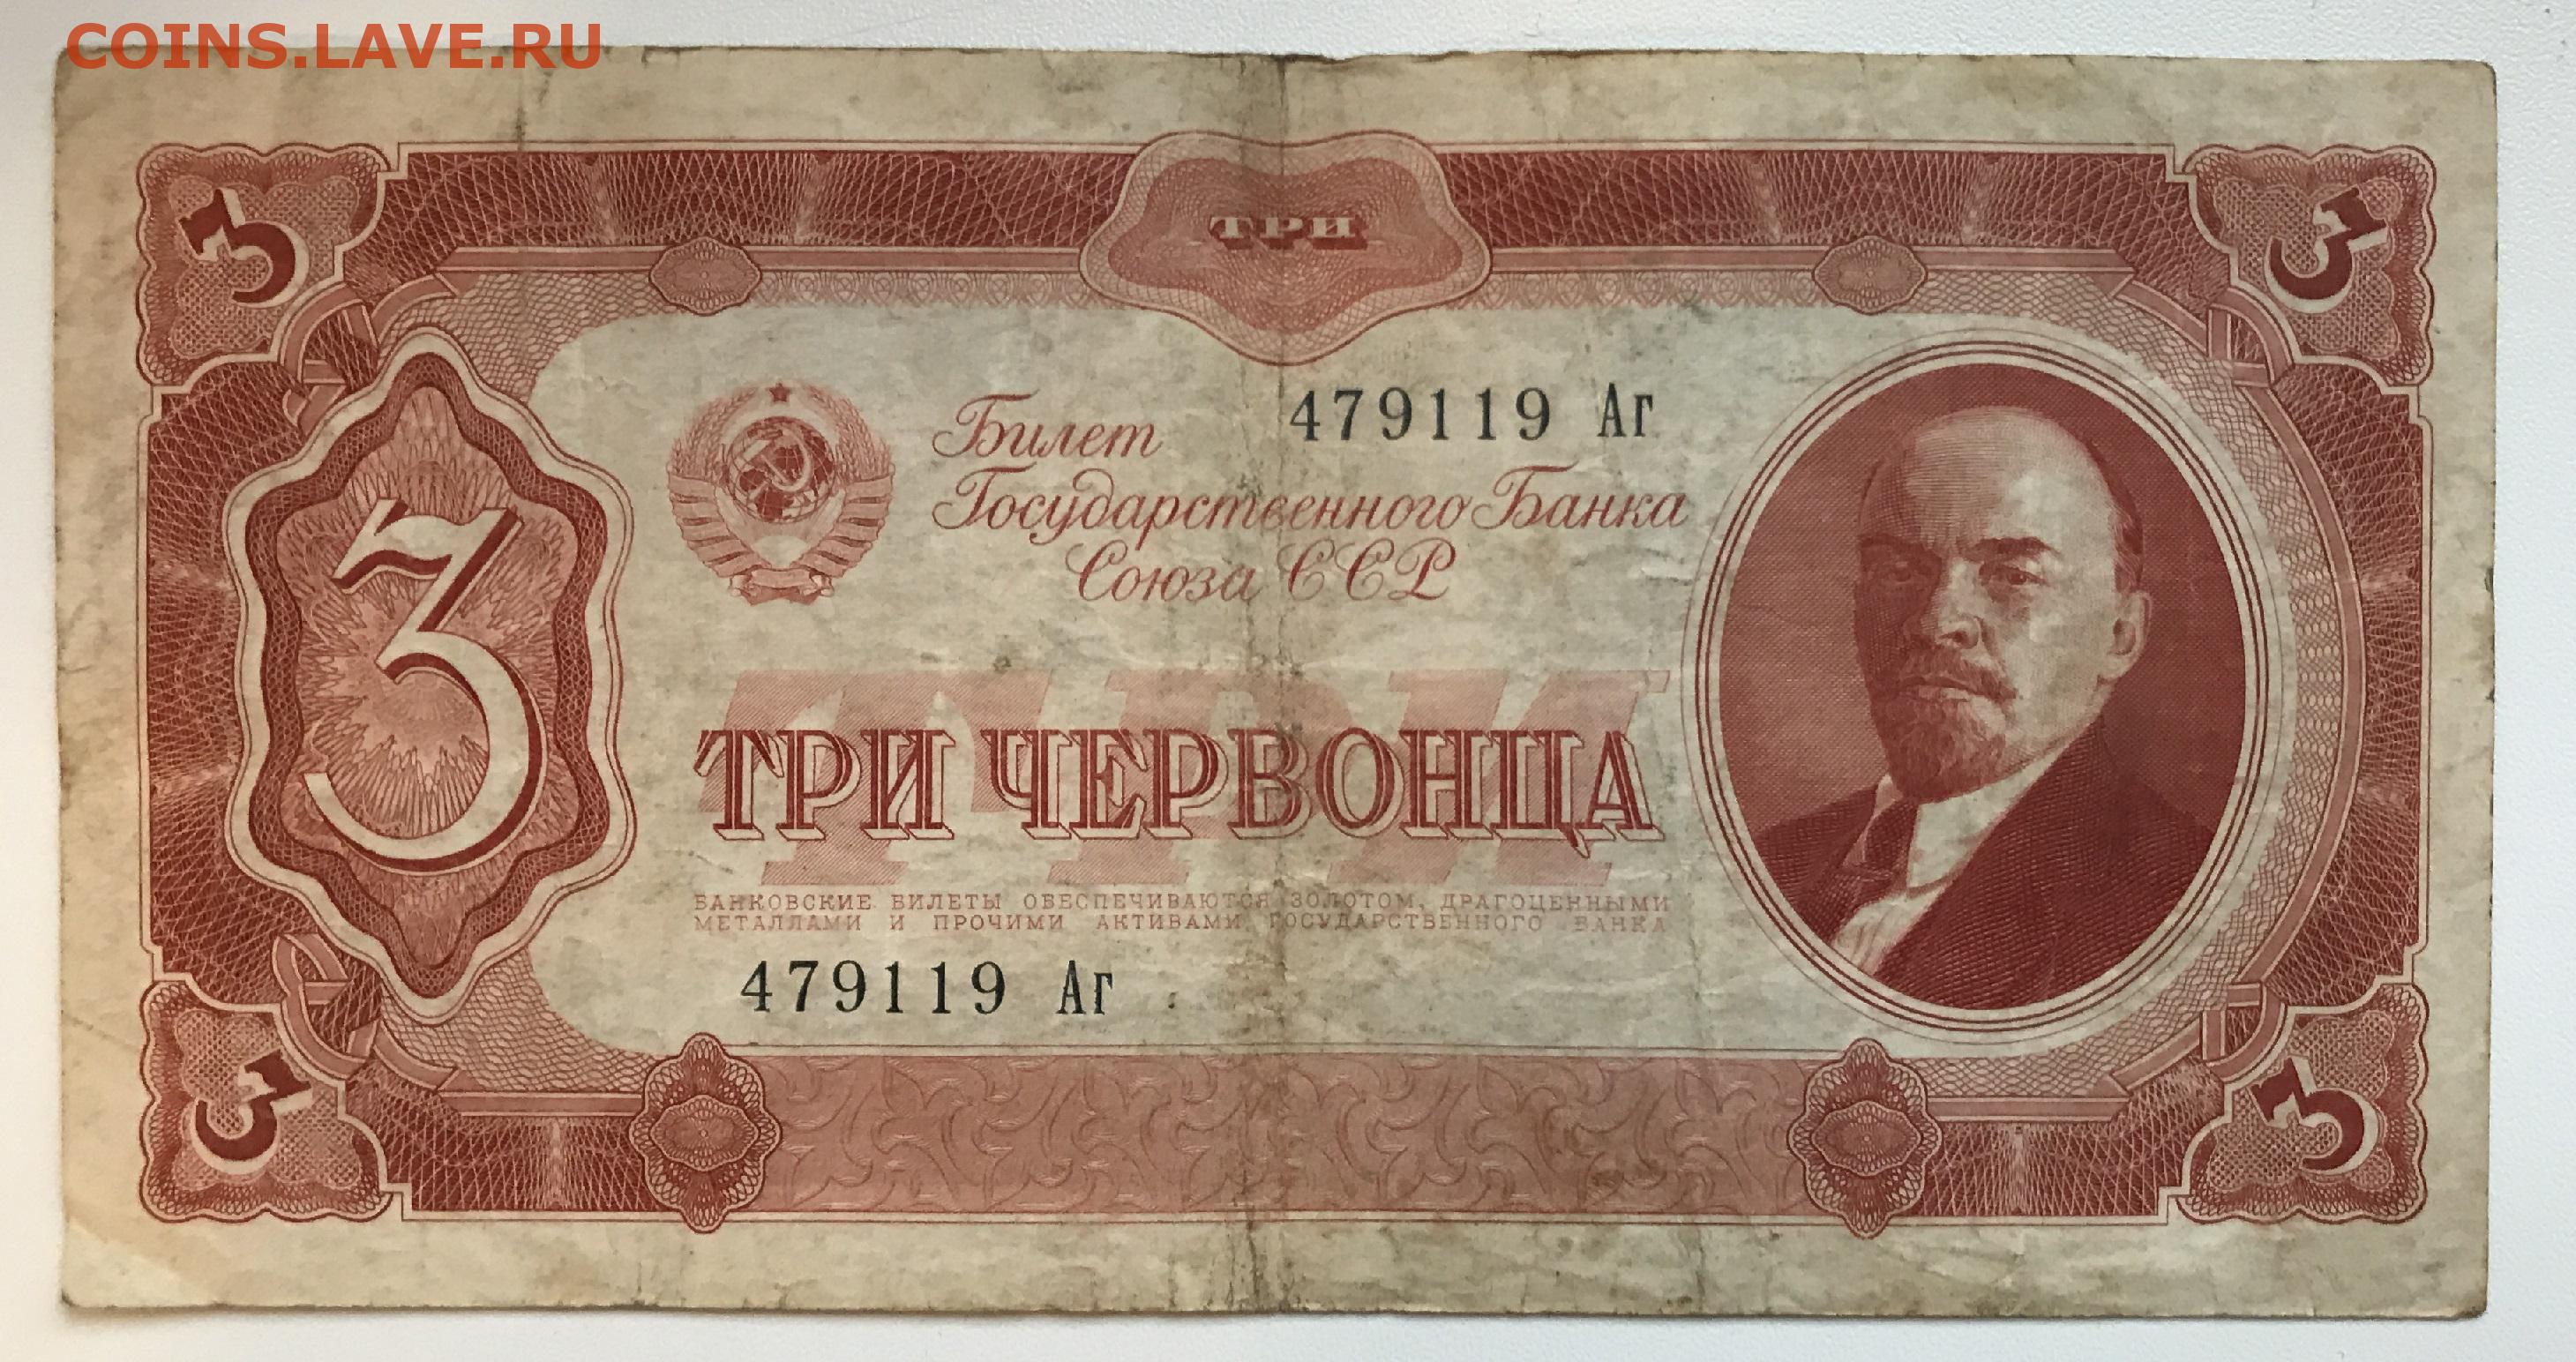 COINS.LAVE.RU
3
3
ТРИ
479119 Аг
Билет
Государственного Банка
Союза ССР
3
ТРИ
ТРИ ЧЕРВОНЦА
БАНКОВСКИЕ БИЛЕТЫ ОБЕСПЕЧИВАЮТСЯ ЗОЛОТОМ, ДРАГОЦЕННЫМИ
МЕТАЛЛАМИ И ПРОЧИМИ АКТИВАМИ ГОСУДАРСТВЕННОГО БАНКА
479119 Аг
3
3